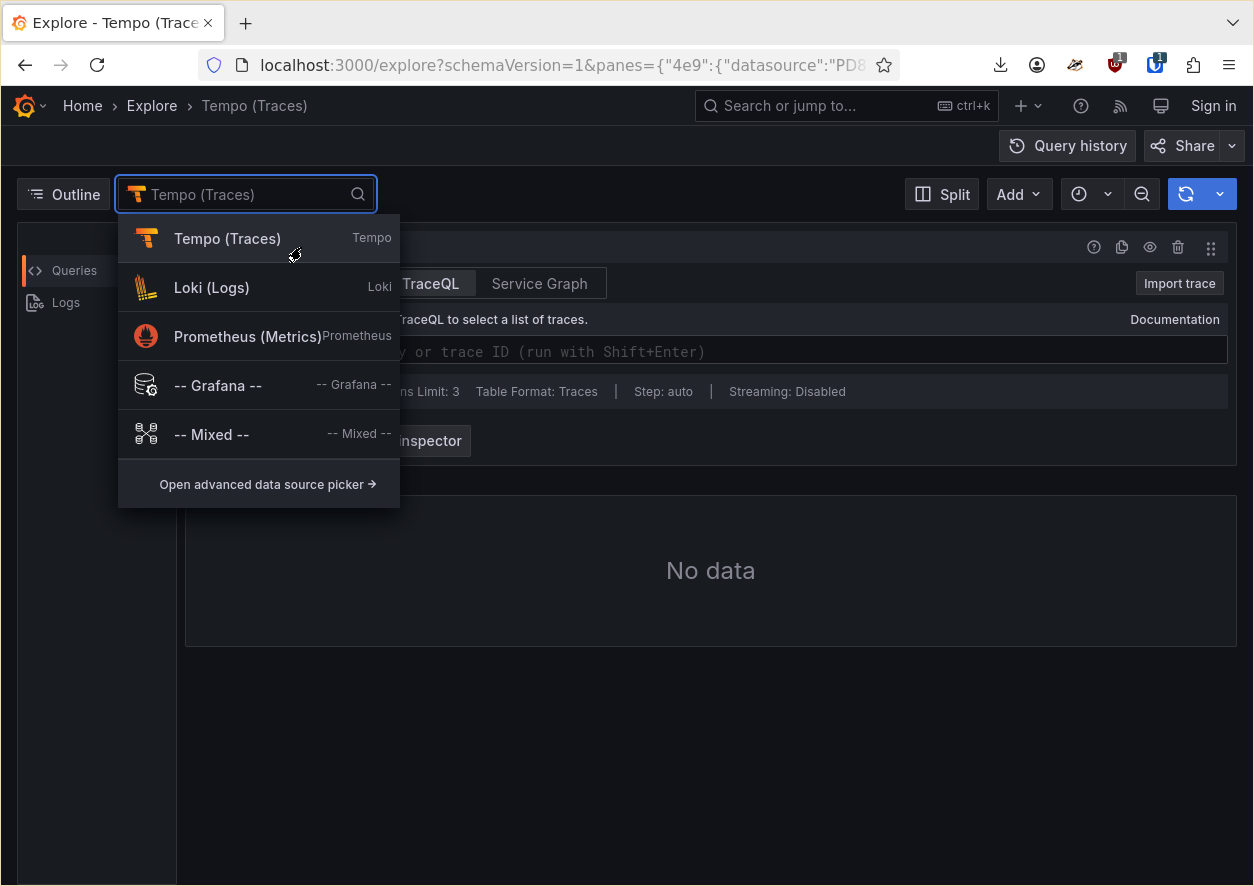 Explore - Tempo (Trace
localhost:3000/explore?schemaVersion=1&panes={"4e9":{"datasource":"PD8
1
1
Home › Explore › Tempo (Traces)
Search or jump to...
ctrl+k
Sign in
Query history
Share
Outline
Tempo (Traces)
Split
Add
Tempo (Traces) Tempo
Loki (Logs) Loki
Prometheus (Metrics) Prometheus
-- Grafana -- -- Grafana --
-- Mixed -- -- Mixed --
Open advanced data source picker →
Queries
LOG Logs
TraceQL
Service Graph
Import trace
TraceQL to select a list of traces.
Documentation
y or trace ID (run with Shift+Enter)
ns Limit: 3 Table Format: Traces | Step: auto | Streaming: Disabled
inspector
No data